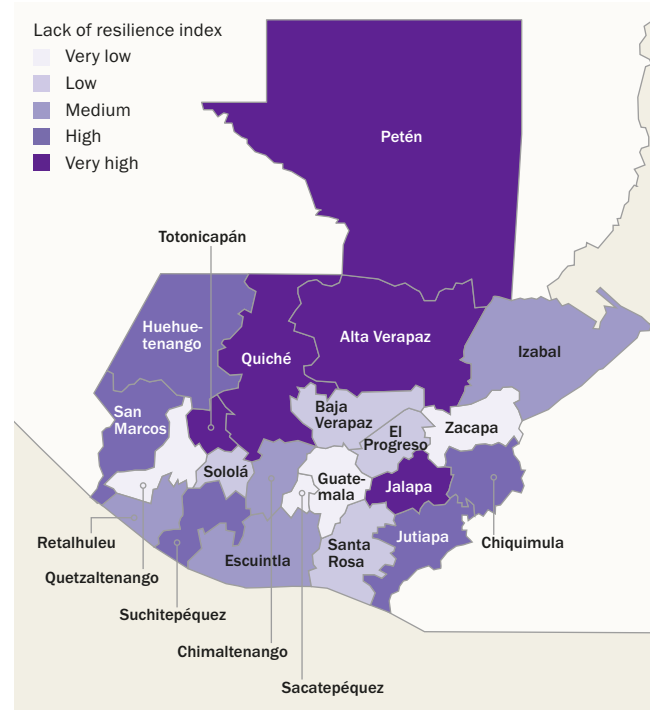 Lack of resilience index
Very low
Low
Medium
High
Very high
Petén
Totonicapán
Huehue-
tenango
Quiché
Alta Verapaz
Izabal
San
Marcos
Baja
Verapaz
El
Progreso
Zacapa
Sololá
Guate-
mala
Jalapa
Retalhuleu
Escuintla
Santa
Rosa
Jutiapa
Chiquimula
Quetzaltenango
Suchitepéquez
Chimaltenango
Sacatepéquez